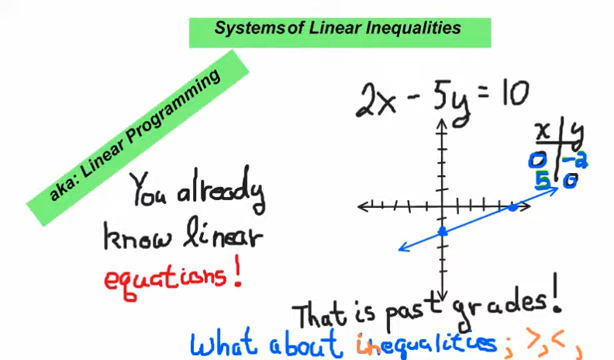 Systems of Linear Inequalities
aka: Linear Programming
2x - 5y = 10
x y
0 -2
5 0
You already
know linear
equations!
That is past grades!
What about inequalities; >, <,